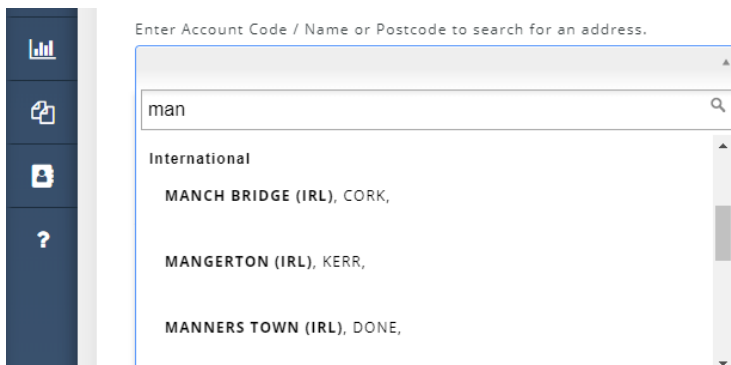 Enter Account Code / Name or Postcode to search for an address.
man
International
MANCH BRIDGE (IRL), CORK,
MANGERTON (IRL), KERR,
?
MANNERS TOWN (IRL), DONE,